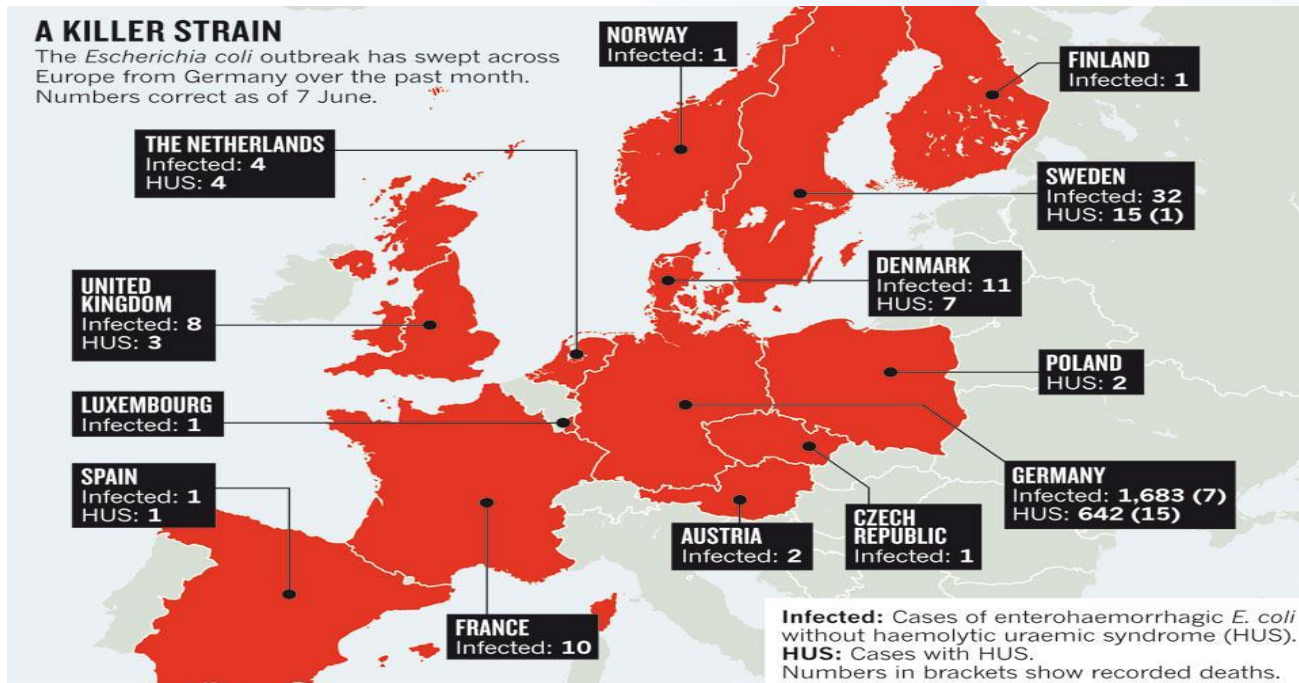 A KILLER STRAIN
The Escherichia coli outbreak has swept across
Europe from Germany over the past month.
Numbers correct as of 7 June.
NORWAY
Infected: 1
FINLAND
Infected: 1
THE NETHERLANDS
Infected: 4
HUS: 4
SWEDEN
Infected: 32
HUS: 15 (1)
UNITED
KINGDOM
Infected: 8
HUS: 3
DENMARK
Infected: 11
HUS: 7
POLAND
HUS: 2
LUXEMBOURG
Infected: 1
SPAIN
Infected: 1
HUS: 1
GERMANY
Infected: 1,683 (7)
HUS: 642 (15)
AUSTRIA
Infected: 2
CZECH
REPUBLIC
Infected: 1
FRANCE
Infected: 10
Infected: Cases of enterohaemorrhagic E. coli
without haemolytic uraemic syndrome (HUS).
HUS: Cases with HUS.
Numbers in brackets show recorded deaths.